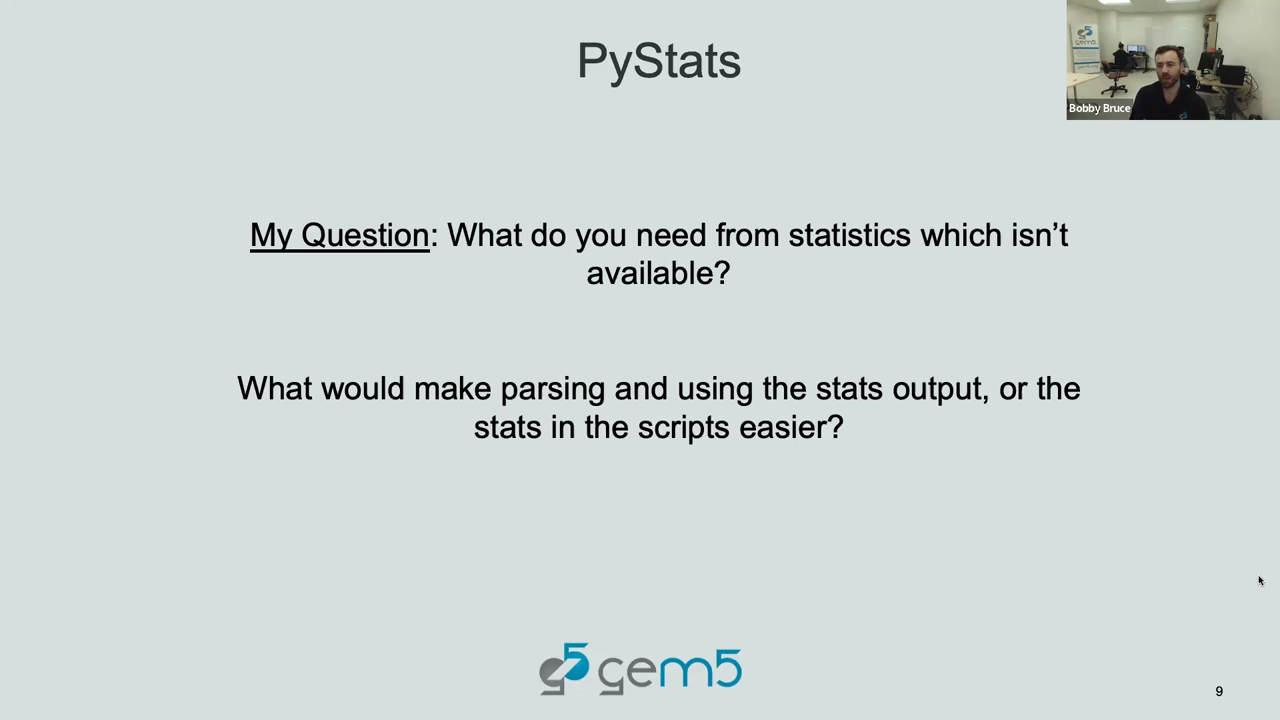 PyStats
Bobby Bruce
My Question: What do you need from statistics which isn’t
available?
What would make parsing and using the stats output, or the
stats in the scripts easier?
g5 gem5
9